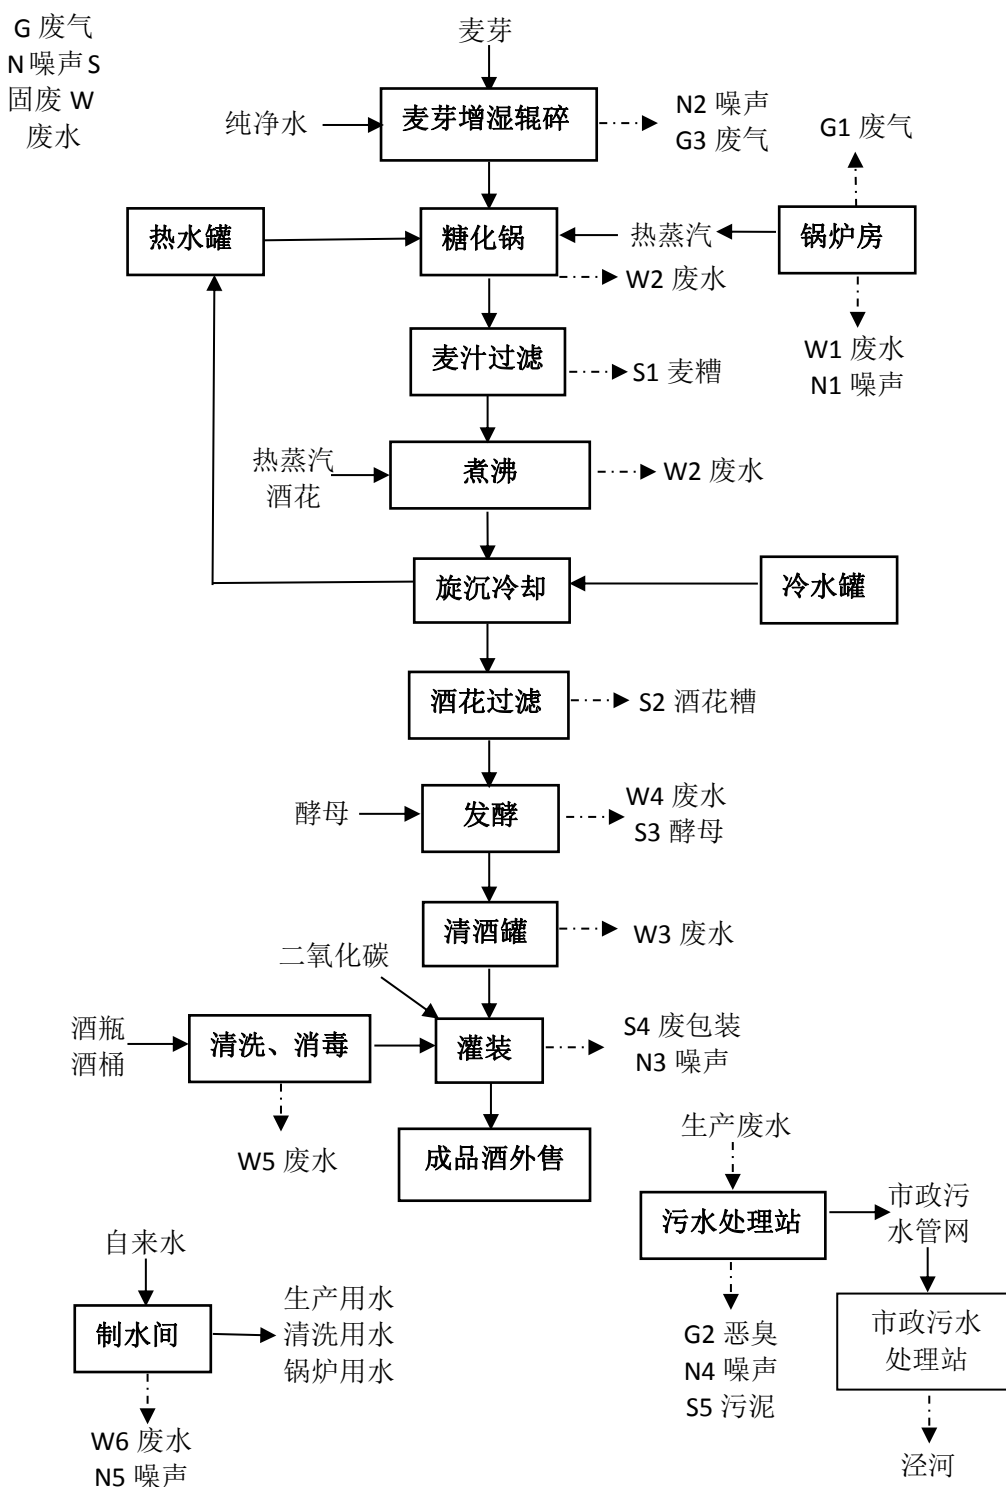 G 废气
N 噪声 S
固废 W
废水
麦芽
纯净水
麦芽增湿辊碎
N2 噪声
G3 废气
G1 废气
热水罐
糖化锅
热蒸汽
锅炉房
W2 废水
W1 废水
N1 噪声
麦汁过滤
S1 麦糟
热蒸汽
酒花
煮沸
W2 废水
旋沉冷却
冷水罐
酒花过滤
S2 酒花糟
酵母
发酵
W4 废水
S3 酵母
清酒罐
W3 废水
二氧化碳
酒瓶
酒桶
清洗、消毒
灌装
S4 废包装
N3 噪声
W5 废水
成品酒外售
生产废水
污水处理站
市政污
水管网
自来水
制水间
生产用水
清洗用水
锅炉用水
G2 恶臭
N4 噪声
S5 污泥
市政污水
处理站
W6 废水
N5 噪声
泾河